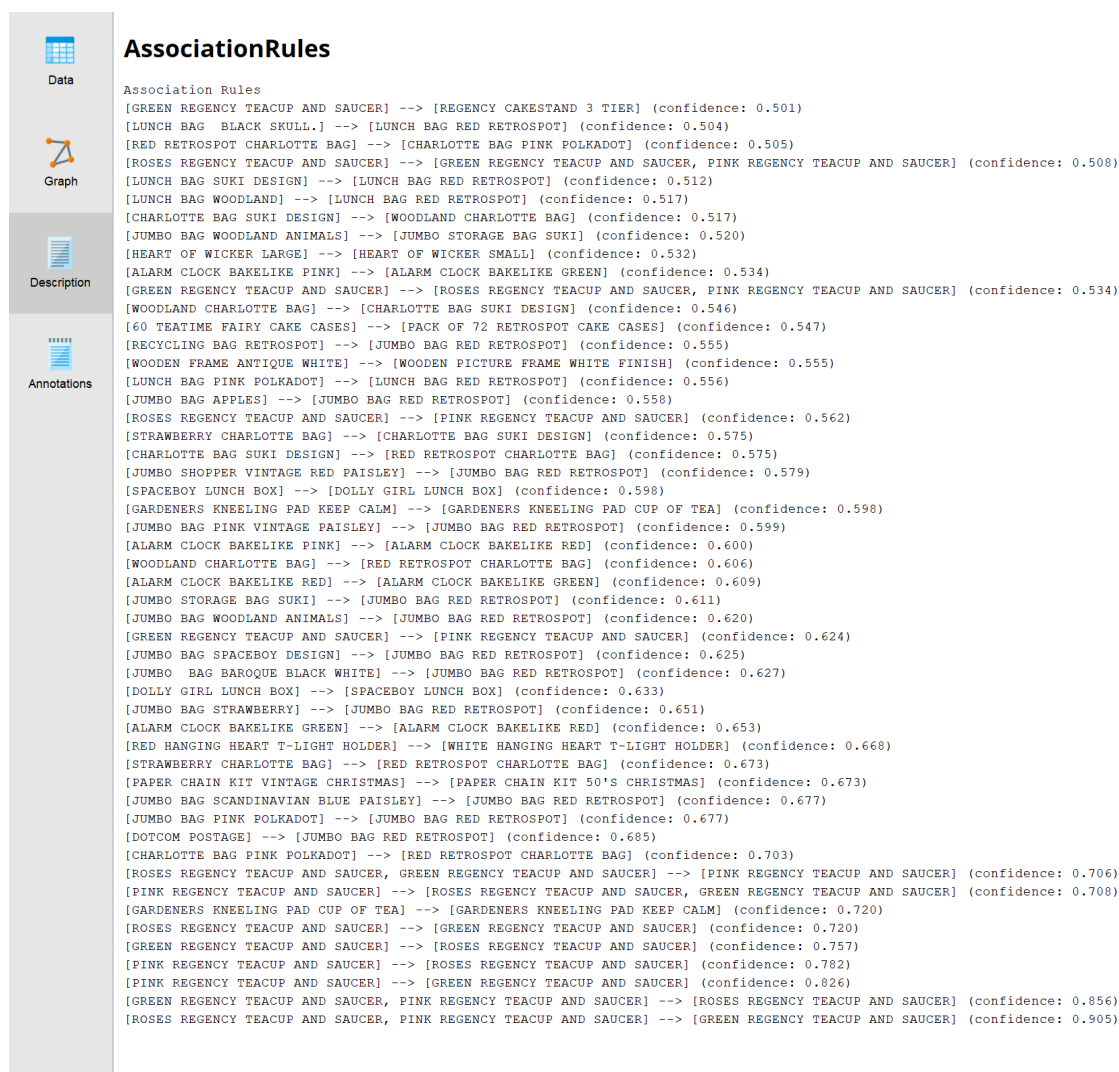 Data
Graph
Description
Annotations
AssociationRules
Association Rules
[GREEN REGENCY TEACUP AND SAUCER] --> [REGENCY CAKESTAND 3 TIER] (confidence: 0.501)
[LUNCH BAG  BLACK SKULL.] --> [LUNCH BAG RED RETROSPOT] (confidence: 0.504)
[RED RETROSPOT CHARLOTTE BAG] --> [CHARLOTTE BAG PINK POLKADOT] (confidence: 0.505)
[ROSES REGENCY TEACUP AND SAUCER] --> [GREEN REGENCY TEACUP AND SAUCER, PINK REGENCY TEACUP AND SAUCER] (confidence: 0.508)
[LUNCH BAG SUKI DESIGN] --> [LUNCH BAG RED RETROSPOT] (confidence: 0.512)
[LUNCH BAG WOODLAND] --> [LUNCH BAG RED RETROSPOT] (confidence: 0.517)
[CHARLOTTE BAG SUKI DESIGN] --> [WOODLAND CHARLOTTE BAG] (confidence: 0.517)
[JUMBO BAG WOODLAND ANIMALS] --> [JUMBO STORAGE BAG SUKI] (confidence: 0.520)
[HEART OF WICKER LARGE] --> [HEART OF WICKER SMALL] (confidence: 0.532)
[ALARM CLOCK BAKELIKE PINK] --> [ALARM CLOCK BAKELIKE GREEN] (confidence: 0.534)
[GREEN REGENCY TEACUP AND SAUCER] --> [ROSES REGENCY TEACUP AND SAUCER, PINK REGENCY TEACUP AND SAUCER] (confidence: 0.534)
[WOODLAND CHARLOTTE BAG] --> [CHARLOTTE BAG SUKI DESIGN] (confidence: 0.546)
[60 TEATIME FAIRY CAKE CASES] --> [PACK OF 72 RETROSPOT CAKE CASES] (confidence: 0.547)
[RECYCLING BAG RETROSPOT] --> [JUMBO BAG RED RETROSPOT] (confidence: 0.555)
[WOODEN FRAME ANTIQUE WHITE] --> [WOODEN PICTURE FRAME WHITE FINISH] (confidence: 0.555)
[LUNCH BAG PINK POLKADOT] --> [LUNCH BAG RED RETROSPOT] (confidence: 0.556)
[JUMBO BAG APPLES] --> [JUMBO BAG RED RETROSPOT] (confidence: 0.558)
[ROSES REGENCY TEACUP AND SAUCER] --> [PINK REGENCY TEACUP AND SAUCER] (confidence: 0.562)
[STRAWBERRY CHARLOTTE BAG] --> [CHARLOTTE BAG SUKI DESIGN] (confidence: 0.575)
[CHARLOTTE BAG SUKI DESIGN] --> [RED RETROSPOT CHARLOTTE BAG] (confidence: 0.575)
[JUMBO SHOPPER VINTAGE RED PAISLEY] --> [JUMBO BAG RED RETROSPOT] (confidence: 0.579)
[SPACEBOY LUNCH BOX] --> [DOLLY GIRL LUNCH BOX] (confidence: 0.598)
[GARDENERS KNEELING PAD KEEP CALM] --> [GARDENERS KNEELING PAD CUP OF TEA] (confidence: 0.598)
[JUMBO BAG PINK VINTAGE PAISLEY] --> [JUMBO BAG RED RETROSPOT] (confidence: 0.599)
[ALARM CLOCK BAKELIKE PINK] --> [ALARM CLOCK BAKELIKE RED] (confidence: 0.600)
[WOODLAND CHARLOTTE BAG] --> [RED RETROSPOT CHARLOTTE BAG] (confidence: 0.606)
[ALARM CLOCK BAKELIKE RED] --> [ALARM CLOCK BAKELIKE GREEN] (confidence: 0.609)
[JUMBO STORAGE BAG SUKI] --> [JUMBO BAG RED RETROSPOT] (confidence: 0.611)
[JUMBO BAG WOODLAND ANIMALS] --> [JUMBO BAG RED RETROSPOT] (confidence: 0.620)
[GREEN REGENCY TEACUP AND SAUCER] --> [PINK REGENCY TEACUP AND SAUCER] (confidence: 0.624)
[JUMBO BAG SPACEBOY DESIGN] --> [JUMBO BAG RED RETROSPOT] (confidence: 0.625)
[JUMBO  BAG BAROQUE BLACK WHITE] --> [JUMBO BAG RED RETROSPOT] (confidence: 0.627)
[DOLLY GIRL LUNCH BOX] --> [SPACEBOY LUNCH BOX] (confidence: 0.633)
[JUMBO BAG STRAWBERRY] --> [JUMBO BAG RED RETROSPOT] (confidence: 0.651)
[ALARM CLOCK BAKELIKE GREEN] --> [ALARM CLOCK BAKELIKE RED] (confidence: 0.653)
[RED HANGING HEART T-LIGHT HOLDER] --> [WHITE HANGING HEART T-LIGHT HOLDER] (confidence: 0.668)
[STRAWBERRY CHARLOTTE BAG] --> [RED RETROSPOT CHARLOTTE BAG] (confidence: 0.673)
[PAPER CHAIN KIT VINTAGE CHRISTMAS] --> [PAPER CHAIN KIT 50'S CHRISTMAS] (confidence: 0.673)
[JUMBO BAG SCANDINAVIAN BLUE PAISLEY] --> [JUMBO BAG RED RETROSPOT] (confidence: 0.677)
[JUMBO BAG PINK POLKADOT] --> [JUMBO BAG RED RETROSPOT] (confidence: 0.677)
[DOTCOM POSTAGE] --> [JUMBO BAG RED RETROSPOT] (confidence: 0.685)
[CHARLOTTE BAG PINK POLKADOT] --> [RED RETROSPOT CHARLOTTE BAG] (confidence: 0.703)
[ROSES REGENCY TEACUP AND SAUCER, GREEN REGENCY TEACUP AND SAUCER] --> [PINK REGENCY TEACUP AND SAUCER] (confidence: 0.706)
[PINK REGENCY TEACUP AND SAUCER] --> [ROSES REGENCY TEACUP AND SAUCER, GREEN REGENCY TEACUP AND SAUCER] (confidence: 0.708)
[GARDENERS KNEELING PAD CUP OF TEA] --> [GARDENERS KNEELING PAD KEEP CALM] (confidence: 0.720)
[ROSES REGENCY TEACUP AND SAUCER] --> [GREEN REGENCY TEACUP AND SAUCER] (confidence: 0.720)
[GREEN REGENCY TEACUP AND SAUCER] --> [ROSES REGENCY TEACUP AND SAUCER] (confidence: 0.757)
[PINK REGENCY TEACUP AND SAUCER] --> [ROSES REGENCY TEACUP AND SAUCER] (confidence: 0.782)
[PINK REGENCY TEACUP AND SAUCER] --> [GREEN REGENCY TEACUP AND SAUCER] (confidence: 0.826)
[GREEN REGENCY TEACUP AND SAUCER, PINK REGENCY TEACUP AND SAUCER] --> [ROSES REGENCY TEACUP AND SAUCER] (confidence: 0.856)
[ROSES REGENCY TEACUP AND SAUCER, PINK REGENCY TEACUP AND SAUCER] --> [GREEN REGENCY TEACUP AND SAUCER] (confidence: 0.905)